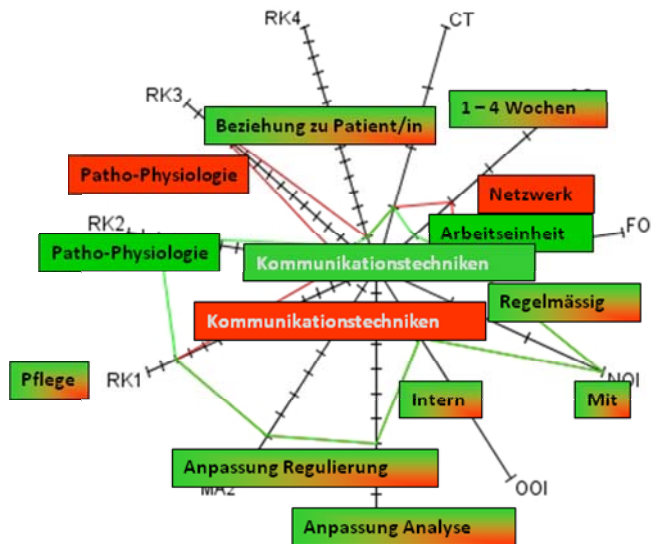 RK4
CT
RK3
1 – 4 Wochen
Beziehung zu Patient/in
Patho-Physiologie
Netzwerk
RK2
Arbeitseinheit
FO
Patho-Physiologie
Kommunikationstechniken
Regelmässig
Kommunikationstechniken
Pflege
RK1
NOI
Intern
Mit
Anpassung Regulierung
MA2
OOI
Anpassung Analyse